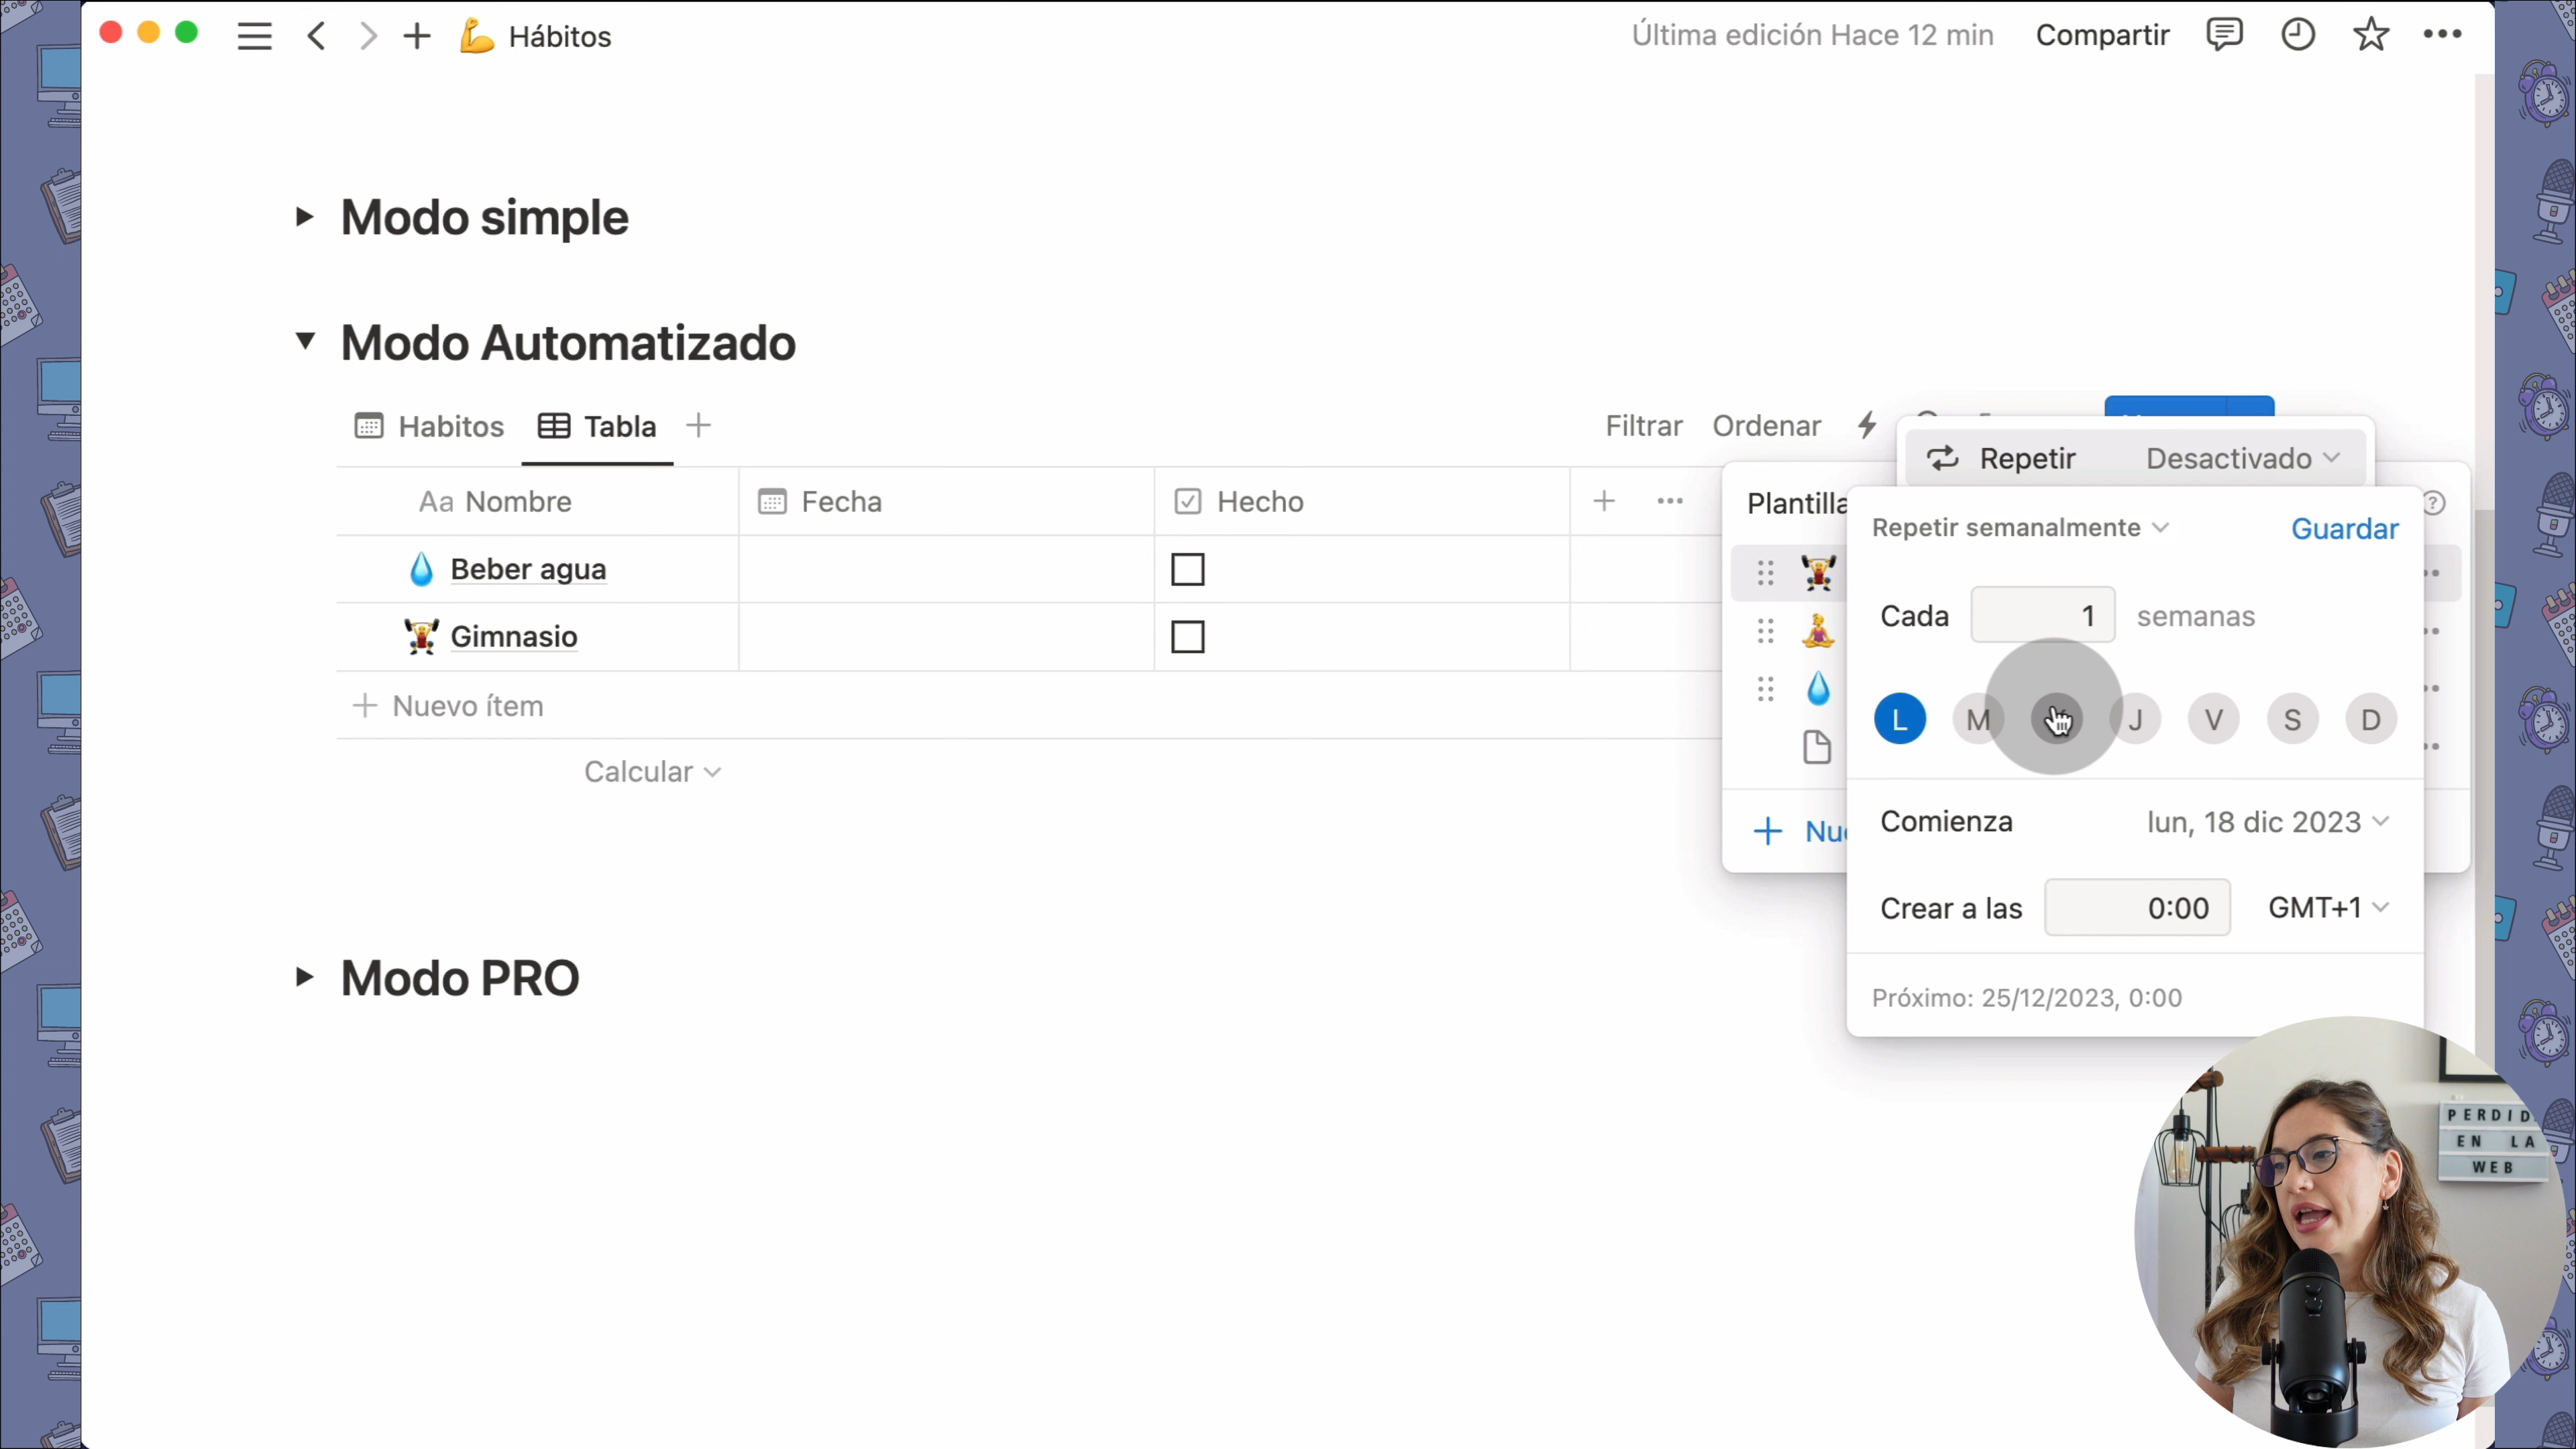 Hábitos
Última edición Hace 12 min
Compartir
Modo simple
Modo Automatizado
Habitos
Tabla
Filtrar
Ordenar
Repetir
Desactivado
Aa Nombre
Fecha
Hecho
Beber agua
Gimnasio
Nuevo ítem
Calcular
Repetir semanalmente
Guardar
Cada
1
semanas
L M J V S D
Comienza
lun, 18 dic 2023
Crear a las
0:00
GMT+1
Próximo: 25/12/2023, 0:00
Modo PRO
EN LA
WEB